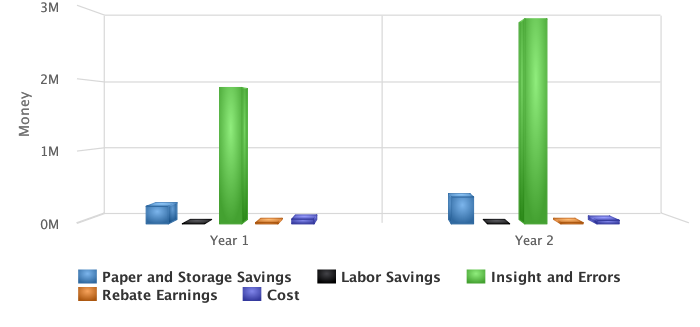 3M
2M
1M
0M
Money
Year 1
Year 2
Paper and Storage Savings
Labor Savings
Insight and Errors
Rebate Earnings
Cost